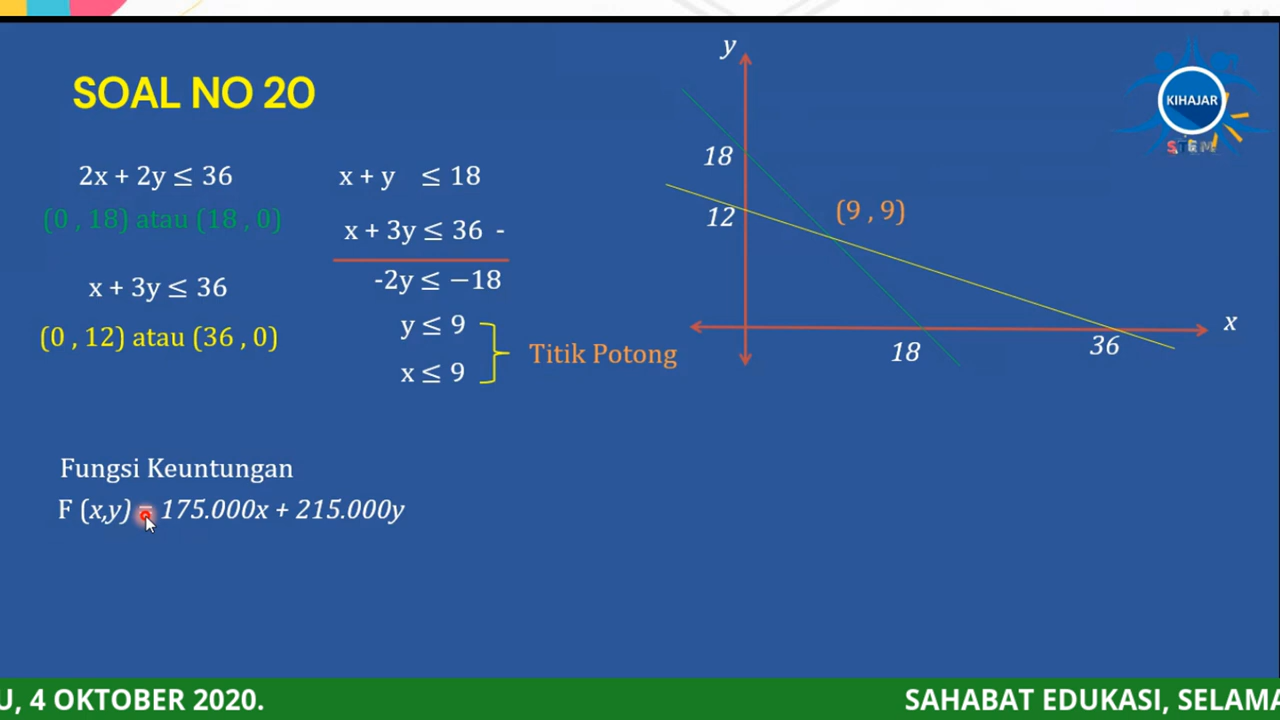 SOAL NO 20
2x + 2y ≤ 36
(0 , 18) atau (18 , 0)
x + 3y ≤ 36
(0 , 12) atau (36 , 0)
x + y ≤ 18
x + 3y ≤ 36 -
-2y ≤ −18
y ≤ 9
x ≤ 9
Titik Potong
y
18
12
(9 , 9)
x
18
36
KIHAJAR
STEM
Fungsi Keuntungan
F (x,y) = 175.000x + 215.000y
U, 4 OKTOBER 2020.
SAHABAT EDUKASI, SELAMA